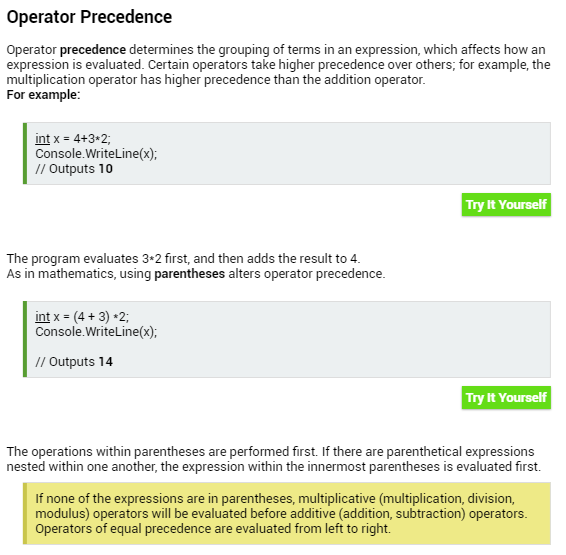 Operator Precedence
Operator precedence determines the grouping of terms in an expression, which affects how an
expression is evaluated. Certain operators take higher precedence over others; for example, the
multiplication operator has higher precedence than the addition operator.
For example:
int x = 4+3*2;
Console.WriteLine(x);
// Outputs 10
Try It Yourself
The program evaluates 3*2 first, and then adds the result to 4.
As in mathematics, using parentheses alters operator precedence.
int x = (4 + 3) *2;
Console.WriteLine(x);
// Outputs 14
Try It Yourself
The operations within parentheses are performed first. If there are parenthetical expressions
nested within one another, the expression within the innermost parentheses is evaluated first.
If none of the expressions are in parentheses, multiplicative (multiplication, division,
modulus) operators will be evaluated before additive (addition, subtraction) operators.
Operators of equal precedence are evaluated from left to right.